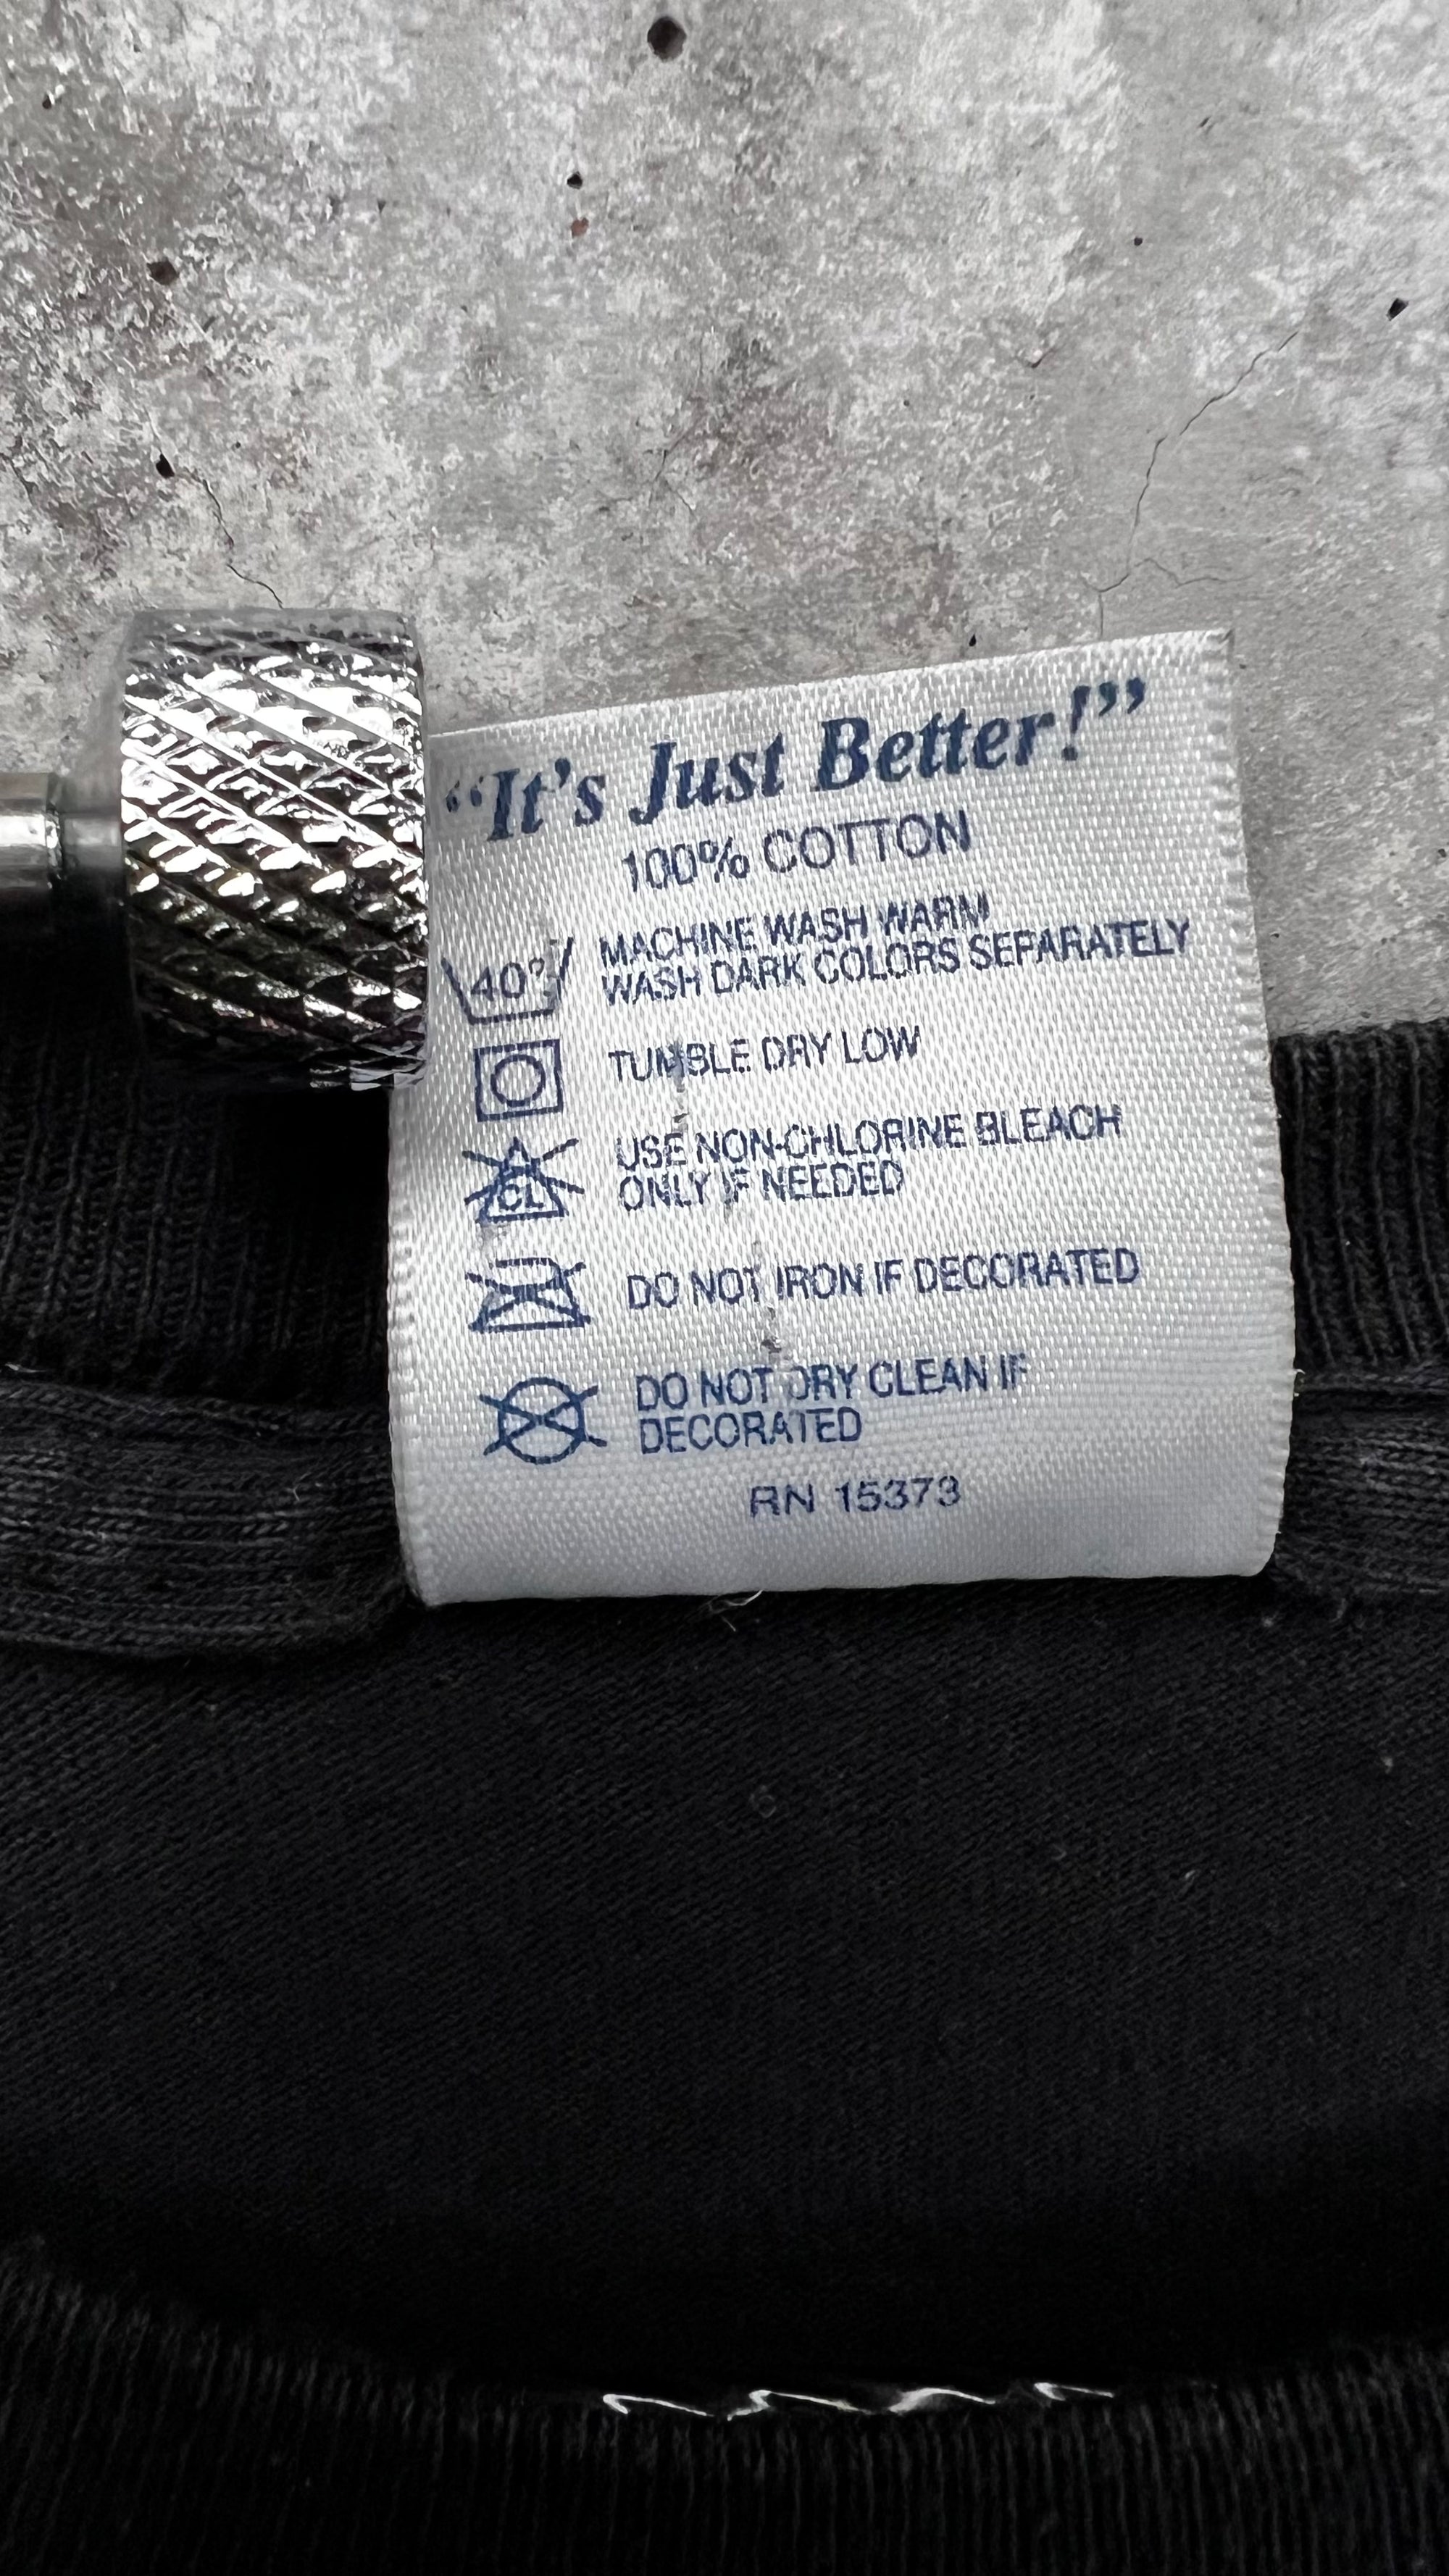 “It's Just Better!”
100% COTTON
40° MACHINE WASH WARM
WASH DARK COLORS SEPARATELY
TUMBLE DRY LOW
CL USE NON-CHLORINE BLEACH
ONLY IF NEEDED
DO NOT IRON IF DECORATED
DO NOT DRY CLEAN IF
DECORATED
RN 15373